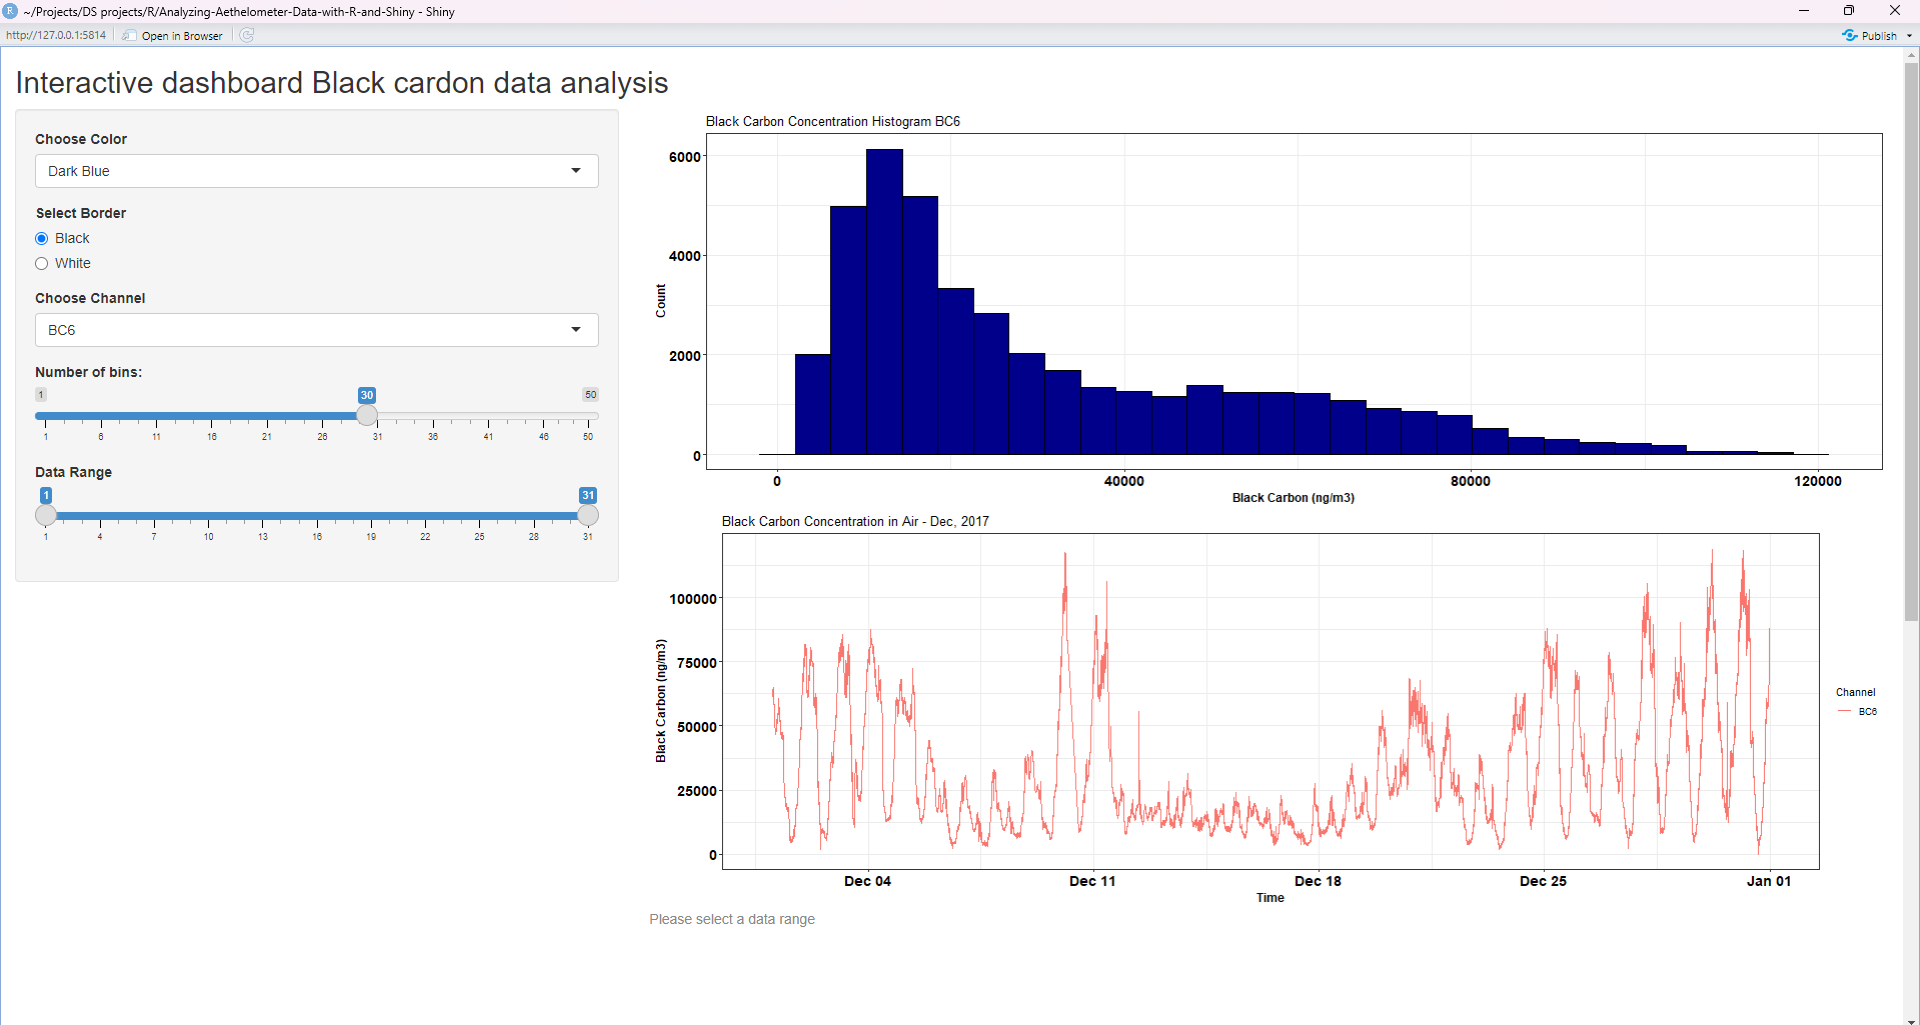 ~/Projects/DS projects/R/Analyzing-Aethelometer-Data-with-R-and-Shiny - Shiny
http://127.0.0.1:5814 Open in Browser Publish
Interactive dashboard Black cardon data analysis
Choose Color
Dark Blue
Select Border
Black
White
Choose Channel
BC6
Number of bins:
1 30 50
1 6 11 16 21 26 31 36 41 46 50
Data Range
1 31
1 4 7 10 13 16 19 22 25 28 31
Black Carbon Concentration Histogram BC6
6000
4000
2000
0
Count
0 40000 80000 120000
Black Carbon (ng/m3)
Black Carbon Concentration in Air - Dec, 2017
100000
75000
50000
25000
0
Black Carbon (ng/m3)
Dec 04 Dec 11 Dec 18 Dec 25 Jan 01
Time
Channel
BC6
Please select a data range